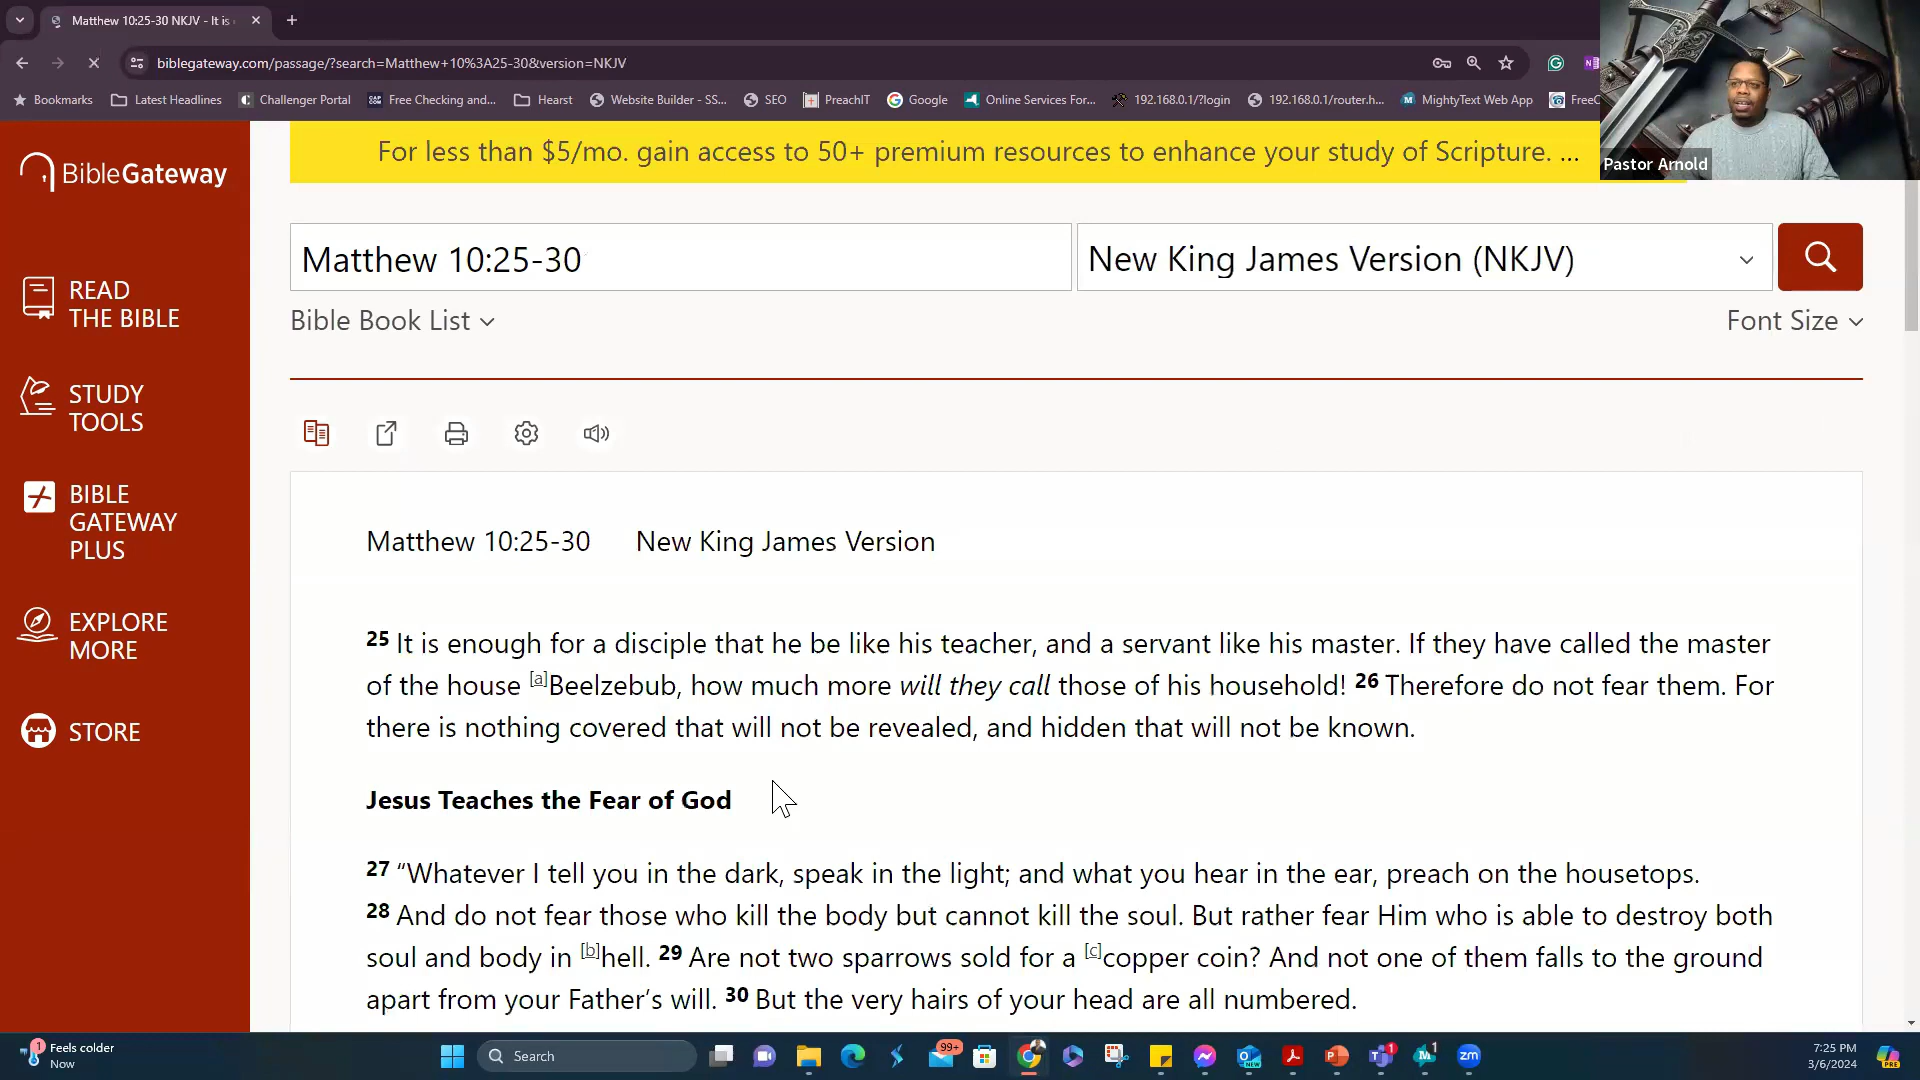 Matthew 10:25-30 NKJV - It is
biblegateway.com/passage/?search=Matthew+10%3A25-30&version=NKJV
Bookmarks Latest Headlines Challenger Portal Free Checking and... Hearst Website Builder - SS... SEO PreachIT Google Online Services For... 192.168.0.1/?login 192.168.0.1/router.h... MightyText Web App FreeC
For less than $5/mo. gain access to 50+ premium resources to enhance your study of Scripture. ...
Pastor Arnold
BibleGateway
Matthew 10:25-30 New King James Version (NKJV)
Bible Book List Font Size
READ
THE BIBLE
STUDY
TOOLS
BIBLE
GATEWAY
PLUS
EXPLORE
MORE
STORE
Matthew 10:25-30 New King James Version
25 It is enough for a disciple that he be like his teacher, and a servant like his master. If they have called the master
of the house [a]Beelzebub, how much more will they call those of his household! 26 Therefore do not fear them. For
there is nothing covered that will not be revealed, and hidden that will not be known.
Jesus Teaches the Fear of God
27 “Whatever I tell you in the dark, speak in the light; and what you hear in the ear, preach on the housetops.
28 And do not fear those who kill the body but cannot kill the soul. But rather fear Him who is able to destroy both
soul and body in [b]hell. 29 Are not two sparrows sold for a [c]copper coin? And not one of them falls to the ground
apart from your Father’s will. 30 But the very hairs of your head are all numbered.
1 Feels colder
Now
Search
99+
1
1
zm
7:25 PM
3/6/2024